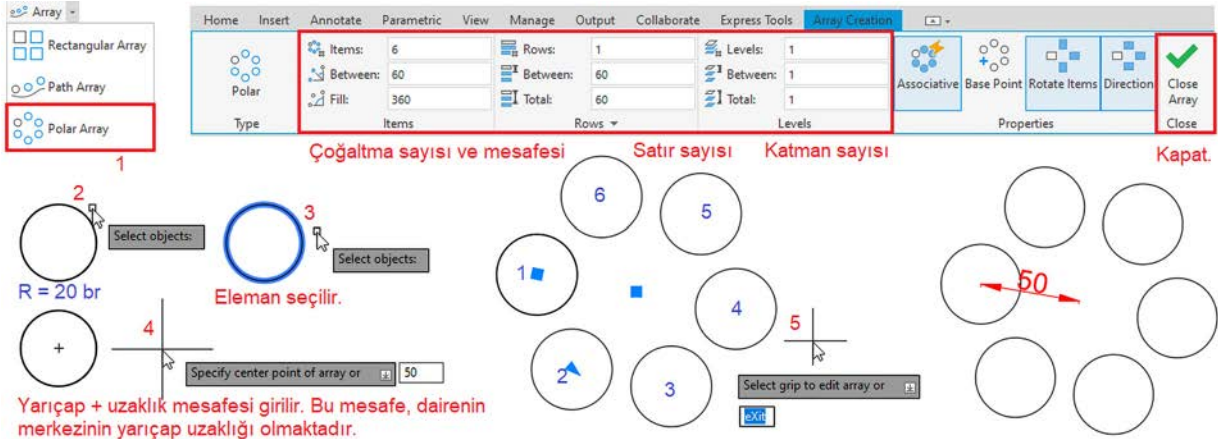 Array
Rectangular Array
Path Array
Polar Array
1
Home Insert Annotate Parametric View Manage Output Collaborate Express Tools Array Creation
Polar
Type
Items: 6
Between: 60
Fill: 360
Items
Rows: 1
Between: 60
Total: 60
Rows
Levels: 1
Between: 1
Total: 1
Levels
Associative Base Point Rotate Items Direction
Properties
Close
Array
Close
Çoğaltma sayısı ve mesafesi
Satır sayısı
Katman sayısı
Kapat.
2
Select objects:
R = 20 br
3
Select objects:
Eleman seçilir.
4
Specify center point of array or 50
Yarıçap + uzaklık mesafesi girilir. Bu mesafe, dairenin
merkezinin yarıçap uzaklığı olmaktadır.
6
5
1
4
2
3
5
Select grip to edit array or
eXit
50